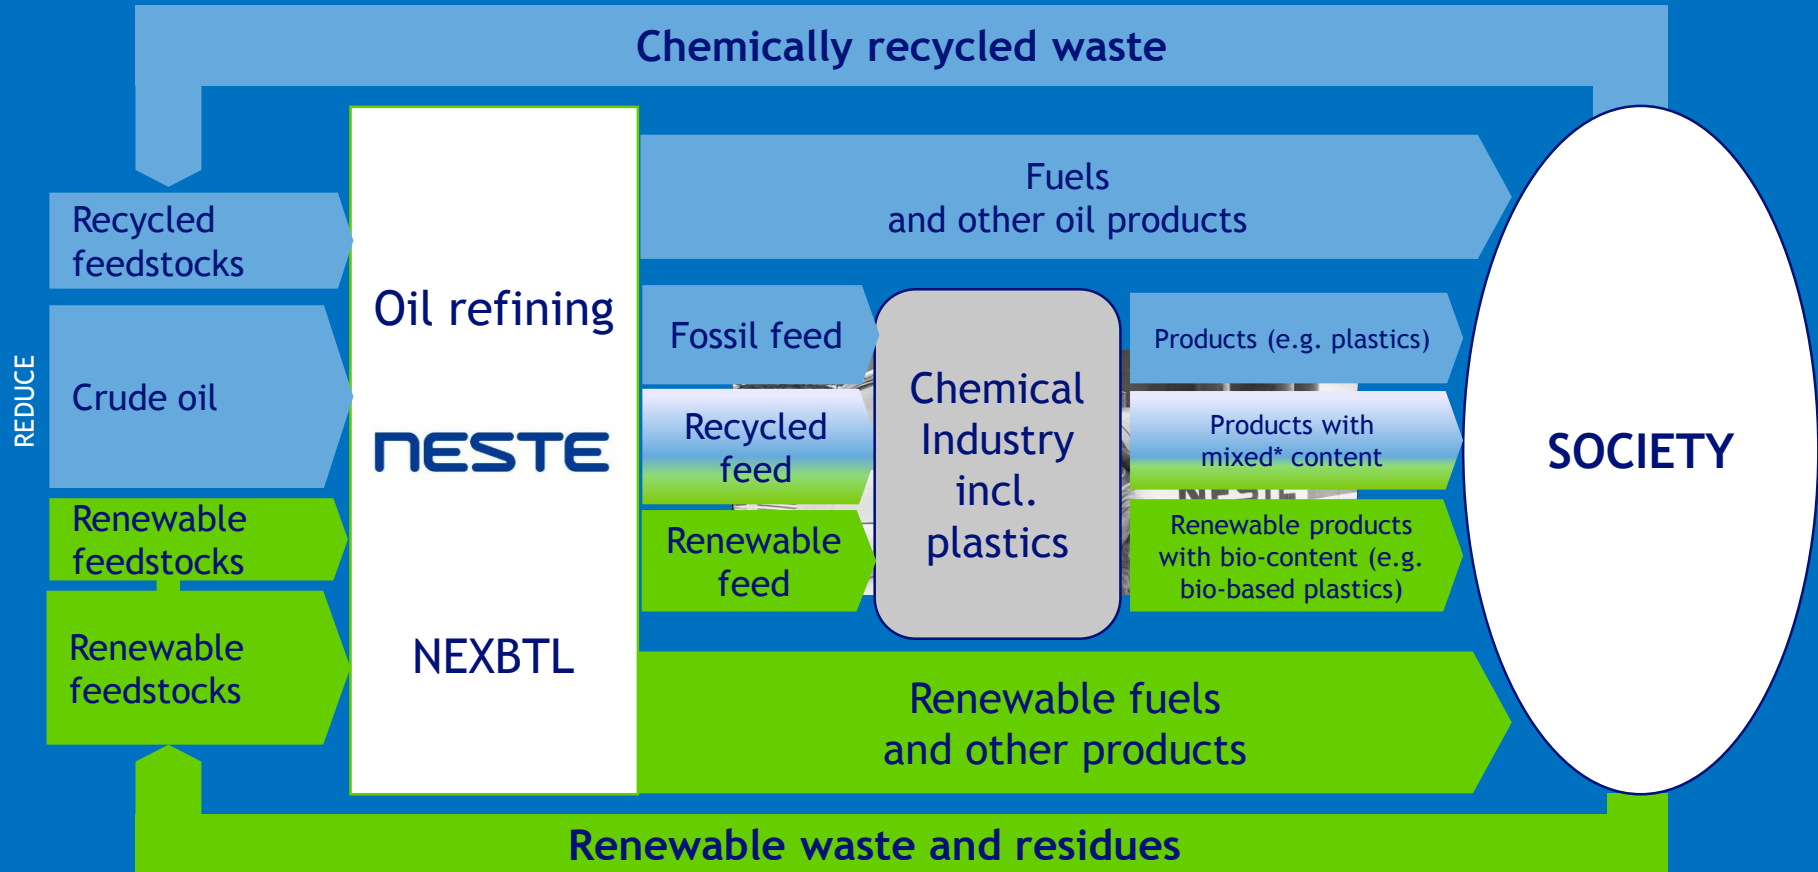 Chemically recycled waste
Recycled
feedstocks
REDUCE
Crude oil
Renewable
feedstocks
Renewable
feedstocks
Oil refining
NESTE
NEXBTL
Fuels
and other oil products
Fossil feed
Recycled
feed
Renewable
feed
Chemical
Industry
incl.
plastics
Products (e.g. plastics)
Products with
mixed* content
Renewable products
with bio-content (e.g.
bio-based plastics)
Renewable fuels
and other products
SOCIETY
Renewable waste and residues